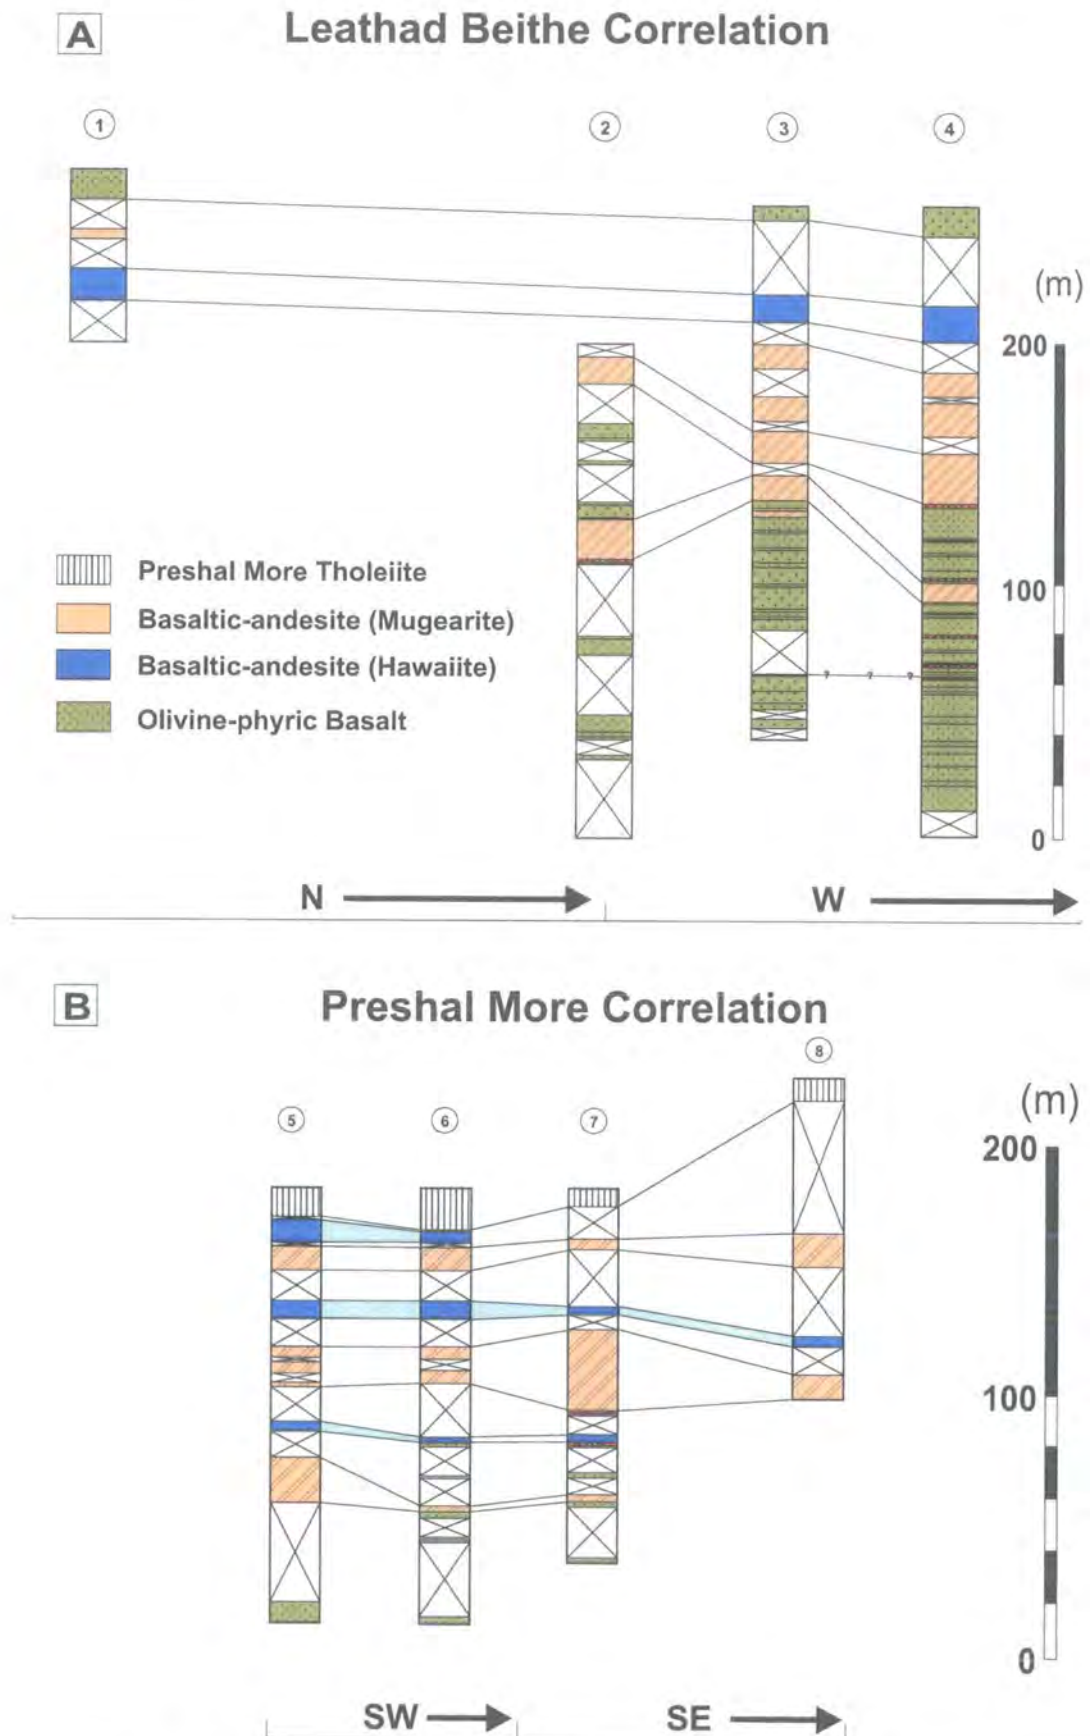 A Leathad Beithe Correlation
1 2 3 4
(m)
200
Preshal More Tholeiite
100
Basaltic-andesite (Mugearite)
Basaltic-andesite (Hawaiite)
? ? ?
Olivine-phyric Basalt
0
N W
B Preshal More Correlation
8
5 6 7
(m)
200
100
0
SW SE